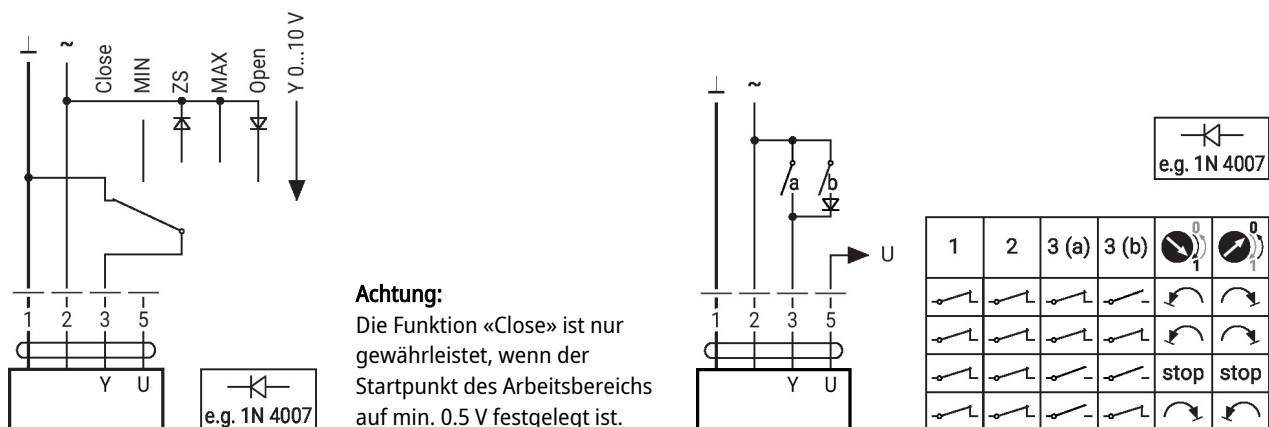 ⊥ ~ Close MIN ZS MAX Open Y 0...10 V
1 2 3 5
Y U
e.g. 1N 4007
Achtung:
Die Funktion «Close» ist nur
gewährleistet, wenn der
Startpunkt des Arbeitsbereichs
auf min. 0.5 V festgelegt ist.
⊥ ~
a b
U
1 2 3 5
Y U
e.g. 1N 4007
1 2 3 (a) 3 (b) 0 1 0 1
stop stop